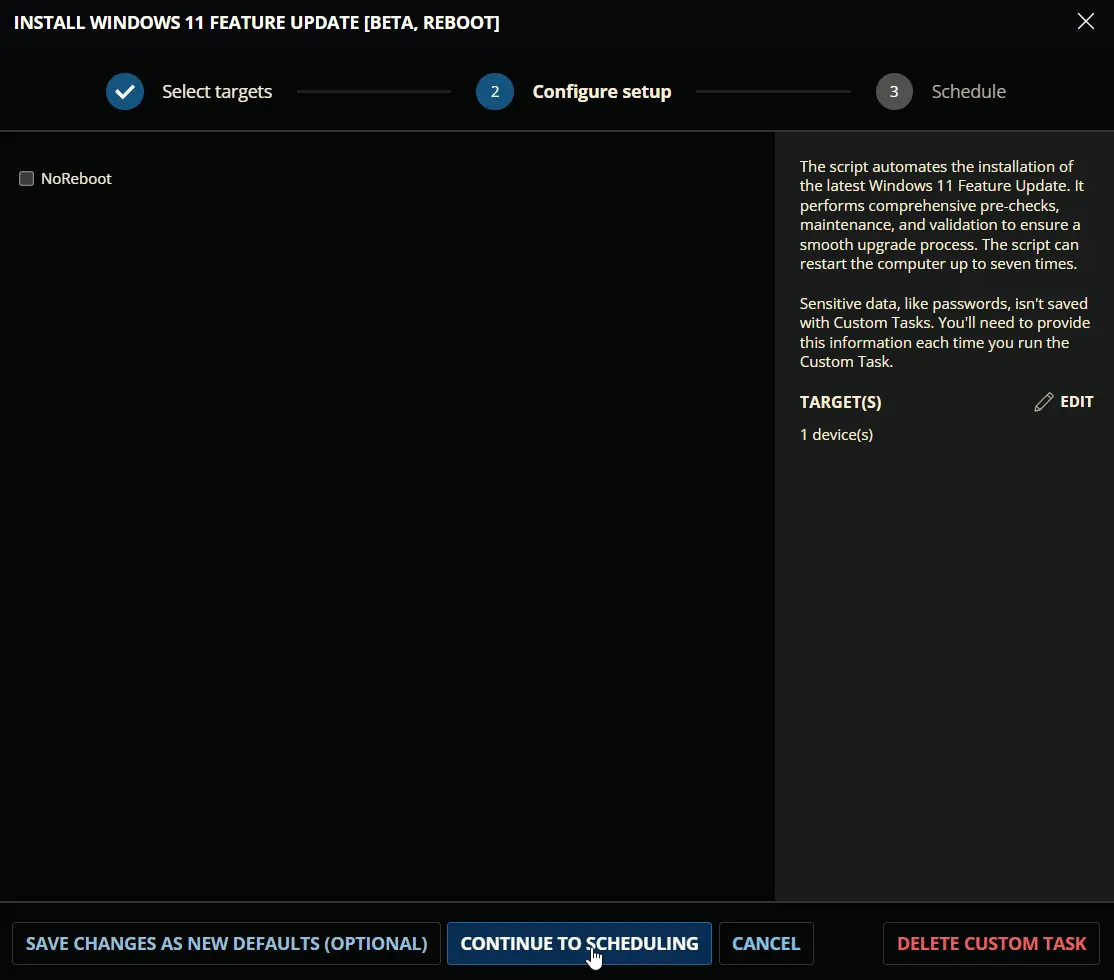 INSTALL WINDOWS 11 FEATURE UPDATE [BETA, REBOOT]
Select targets
2
Configure setup
3
Schedule
NoReboot
The script automates the installation of
the latest Windows 11 Feature Update. It
performs comprehensive pre-checks,
maintenance, and validation to ensure a
smooth upgrade process. The script can
restart the computer up to seven times.
Sensitive data, like passwords, isn't saved
with Custom Tasks. You'll need to provide
this information each time you run the
Custom Task.
TARGET(S)
EDIT
1 device(s)
SAVE CHANGES AS NEW DEFAULTS (OPTIONAL)
CONTINUE TO SCHEDULING
CANCEL
DELETE CUSTOM TASK